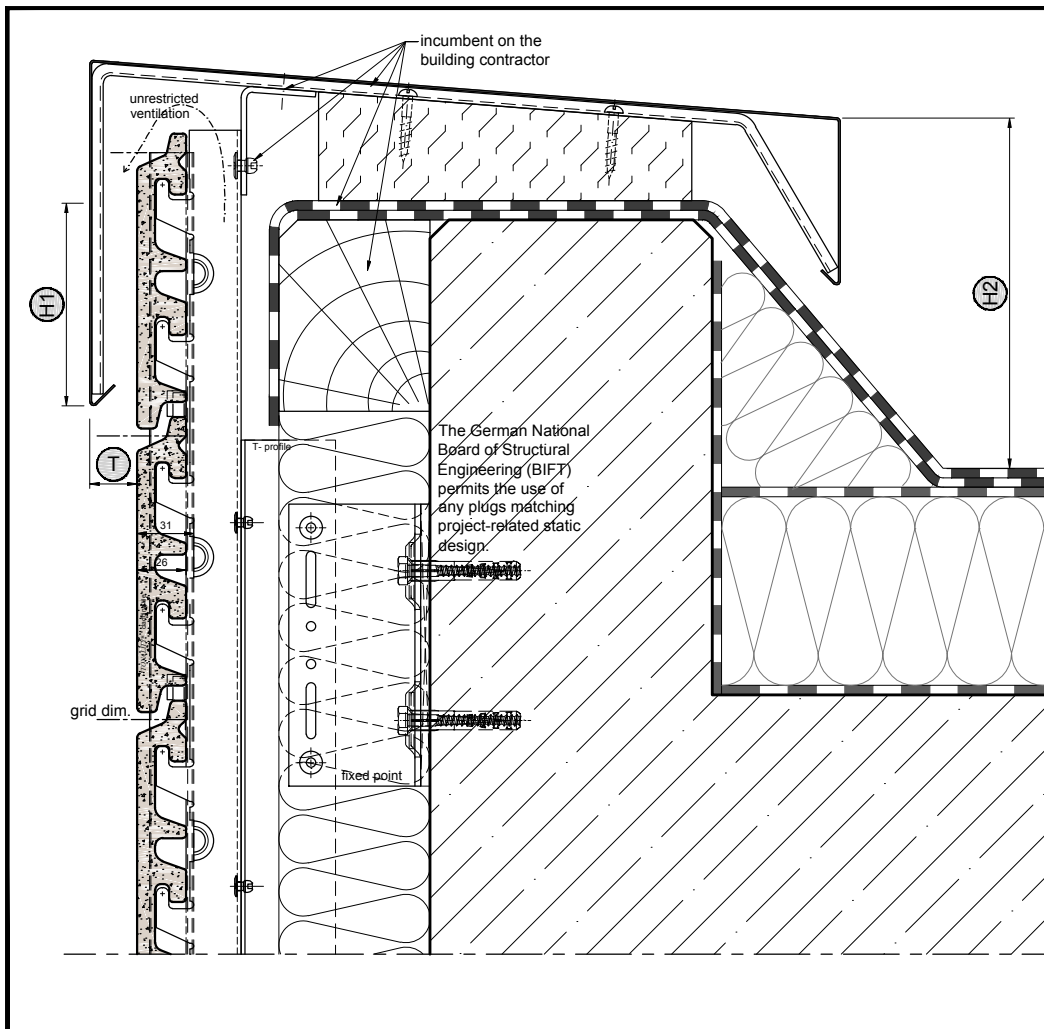 incumbent on the
building contractor
unrestricted
ventilation
H1
H2
T- profile
The German National
Board of Structural
Engineering (BIFT)
permits the use of
any plugs matching
project-related static
design.
T
31
26
grid dim.
fixed point